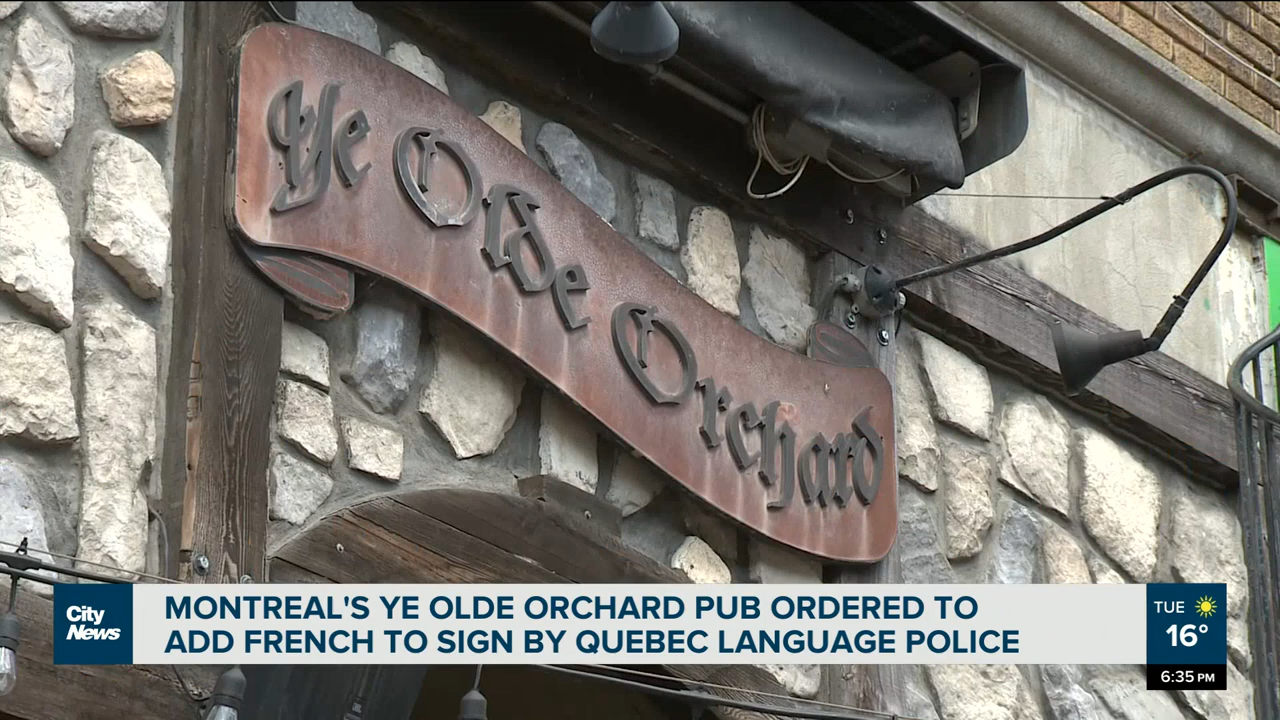 Ye Olde Orchard
City
News
MONTREAL'S YE OLDE ORCHARD PUB ORDERED TO
ADD FRENCH TO SIGN BY QUEBEC LANGUAGE POLICE
TUE
16°
6:35 PM